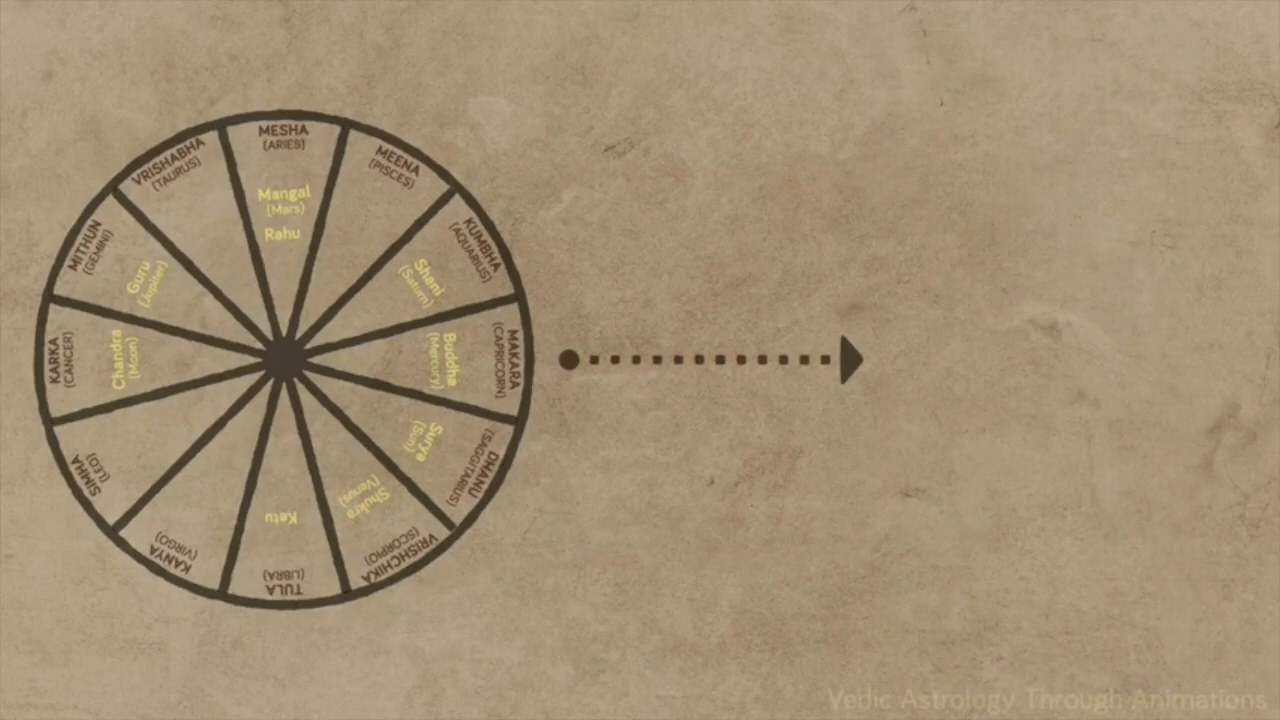 MESHA
(ARIES)
Mangal
(Mars)
Rahu
VRISHABHA
(TAURUS)
MITHUN
(GEMINI)
Guru
(Jupiter)
KARKA
(CANCER)
Chandra
(Moon)
SIMHA
(LEO)
KANYA
(VIRGO)
TULA
(LIBRA)
Ketu
VRISHCHIKA
(SCORPIO)
Shukra
(Venus)
DHANU
(SAGGITARIUS)
Surya
(Sun)
MAKARA
(CAPRICORN)
Buddha
(Mercury)
KUMBHA
(AQUARIUS)
Shani
(Saturn)
MEENA
(PISCES)
Vedic Astrology Through Animations